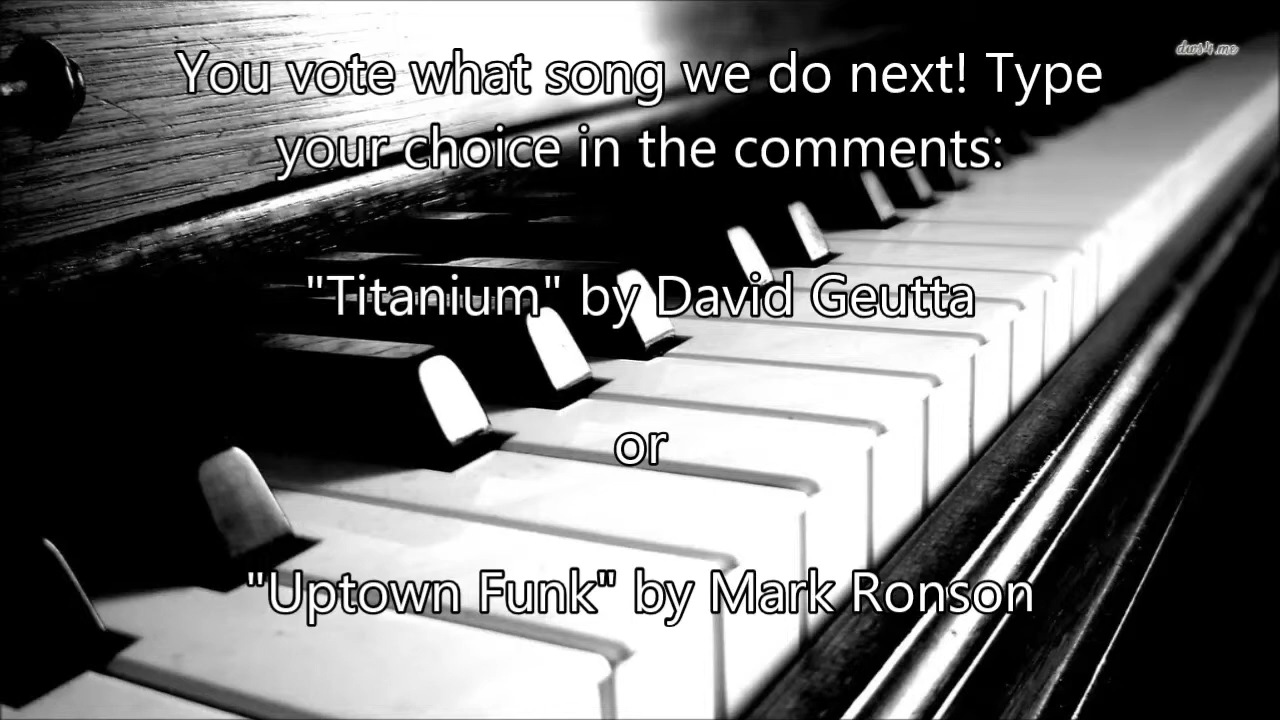 You vote what song we do next! Type
your choice in the comments:
"Titanium" by David Geutta
or
"Uptown Funk" by Mark Ronson